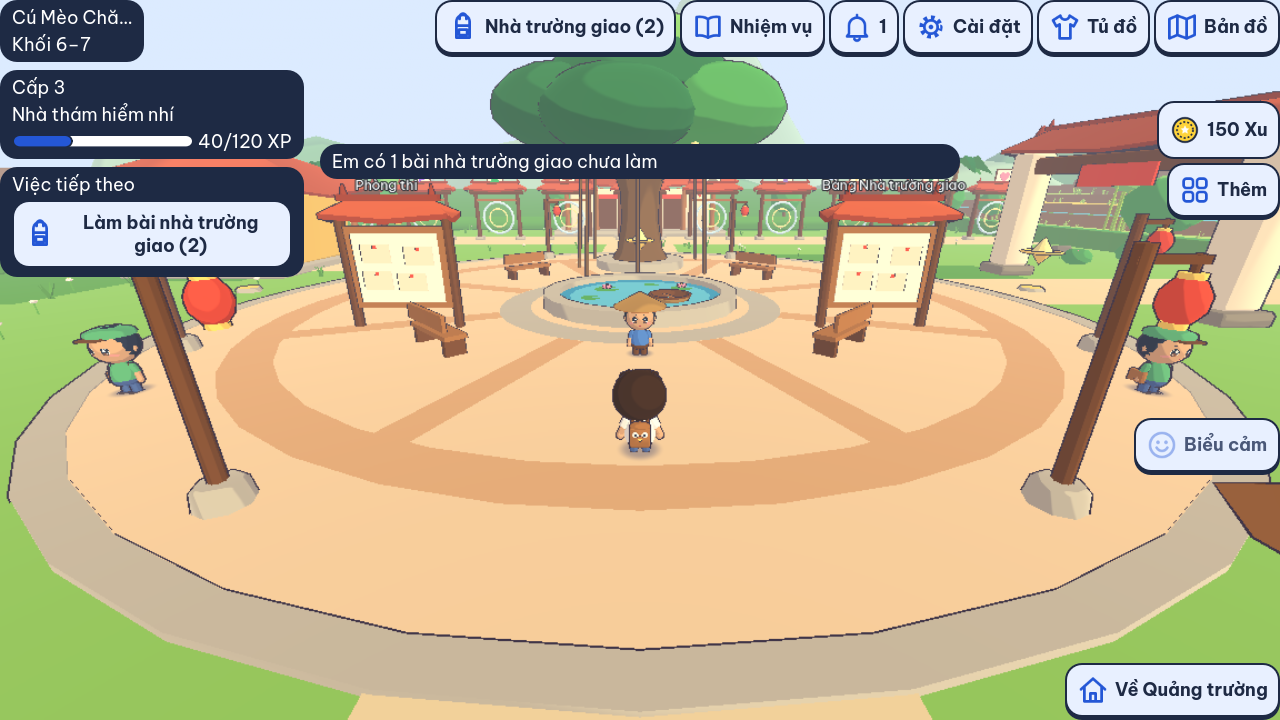 Cú Mèo Chă...
Khối 6–7
Nhà trường giao (2)
Nhiệm vụ
1
Cài đặt
Tủ đồ
Bản đồ
Cấp 3
Nhà thám hiểm nhí
40/120 XP
150 Xu
Thêm
Em có 1 bài nhà trường giao chưa làm
Việc tiếp theo
Làm bài nhà trường
giao (2)
Phòng thi
Bảng Nhà trường giao
Biểu cảm
Về Quảng trường